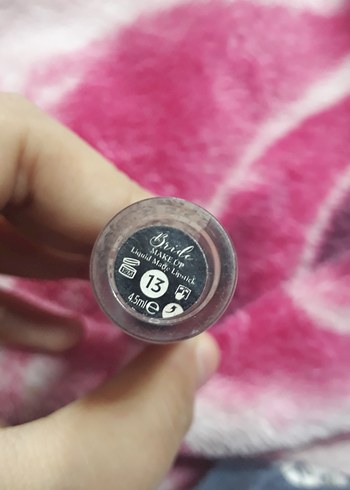 Bride
MAKE UP
Liquid Matte Lipstick
13
4.5ml e